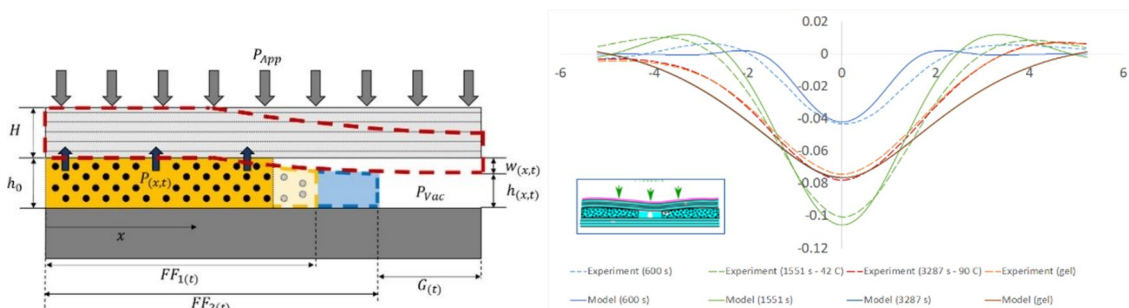 P_App
H
h_0
P_(x,t)
P_Vac
w_(x,t)
h_(x,t)
x
FF_1(t)
G_(t)
FF_2(t)
0.02
0
-6 -4 -2 0 2 4 6
-0.02
-0.04
-0.06
-0.08
-0.1
-0.12
Experiment (600 s) Experiment (1551 s - 42 C) Experiment (3287 s - 90 C) Experiment (gel)
Model (600 s) Model (1551 s) Model (3287 s) Model (gel)